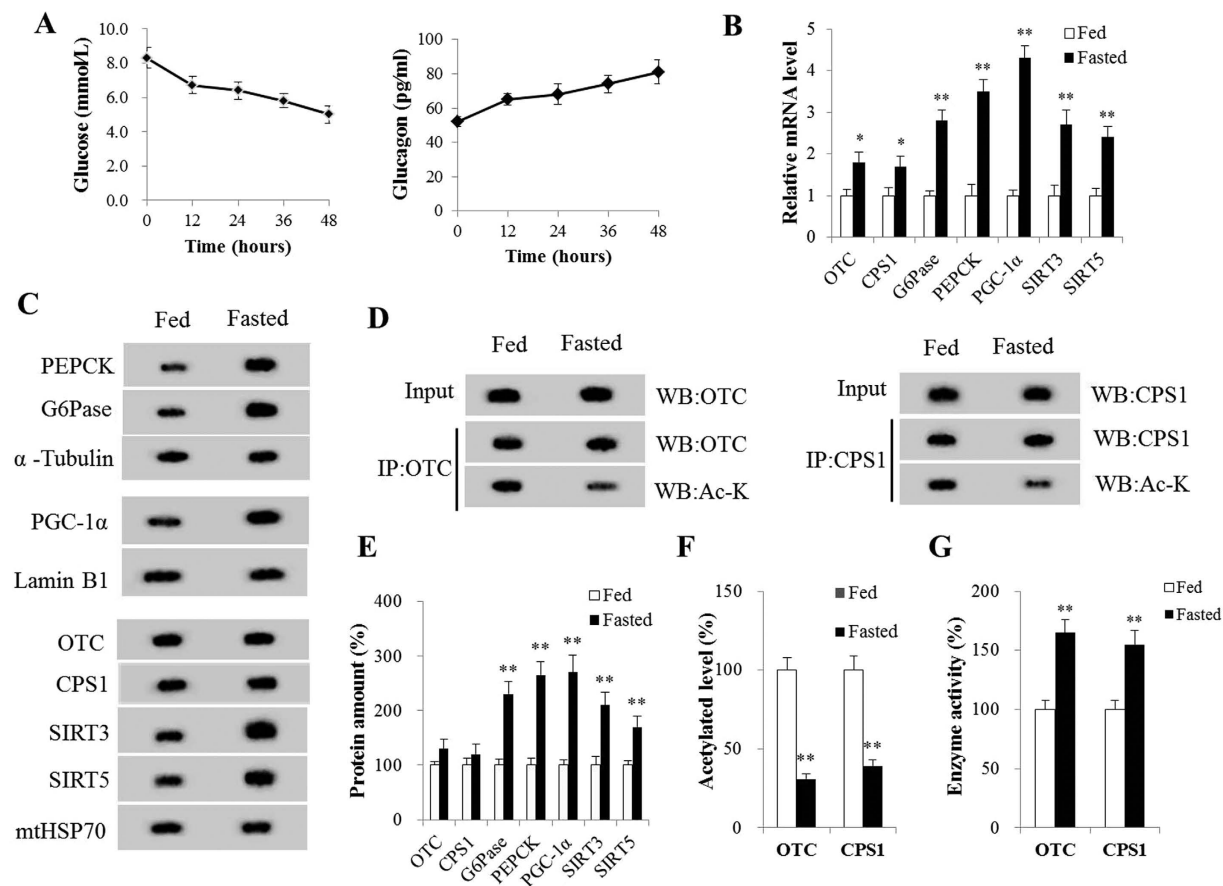 A
Glucose (mmol/L)
10.0
8.0
6.0
4.0
2.0
0.0
0 12 24 36 48
Time (hours)
Glucagon (pg/ml)
100
80
60
40
20
0
0 12 24 36 48
Time (hours)
B
Relative mRNA level
5
4
3
2
1
0
Fed
Fasted
* * ** ** ** ** **
OTC CPS1 G6Pase PEPCK PGC-1α SIRT3 SIRT5
C
Fed Fasted
PEPCK
G6Pase
α -Tubulin
PGC-1α
Lamin B1
OTC
CPS1
SIRT3
SIRT5
mtHSP70
D
Fed Fasted
Input WB:OTC
IP:OTC WB:OTC
WB:Ac-K
Fed Fasted
Input WB:CPS1
IP:CPS1 WB:CPS1
WB:Ac-K
E
Protein amount (%)
400
300
200
100
0
Fed
Fasted
** ** ** ** **
OTC CPS1 G6Pase PEPCK PGC-1α SIRT3 SIRT5
F
Acetylated level (%)
150
100
50
0
Fed
Fasted
** **
OTC CPS1
G
Enzyme activity (%)
200
150
100
50
0
Fed
Fasted
** **
OTC CPS1